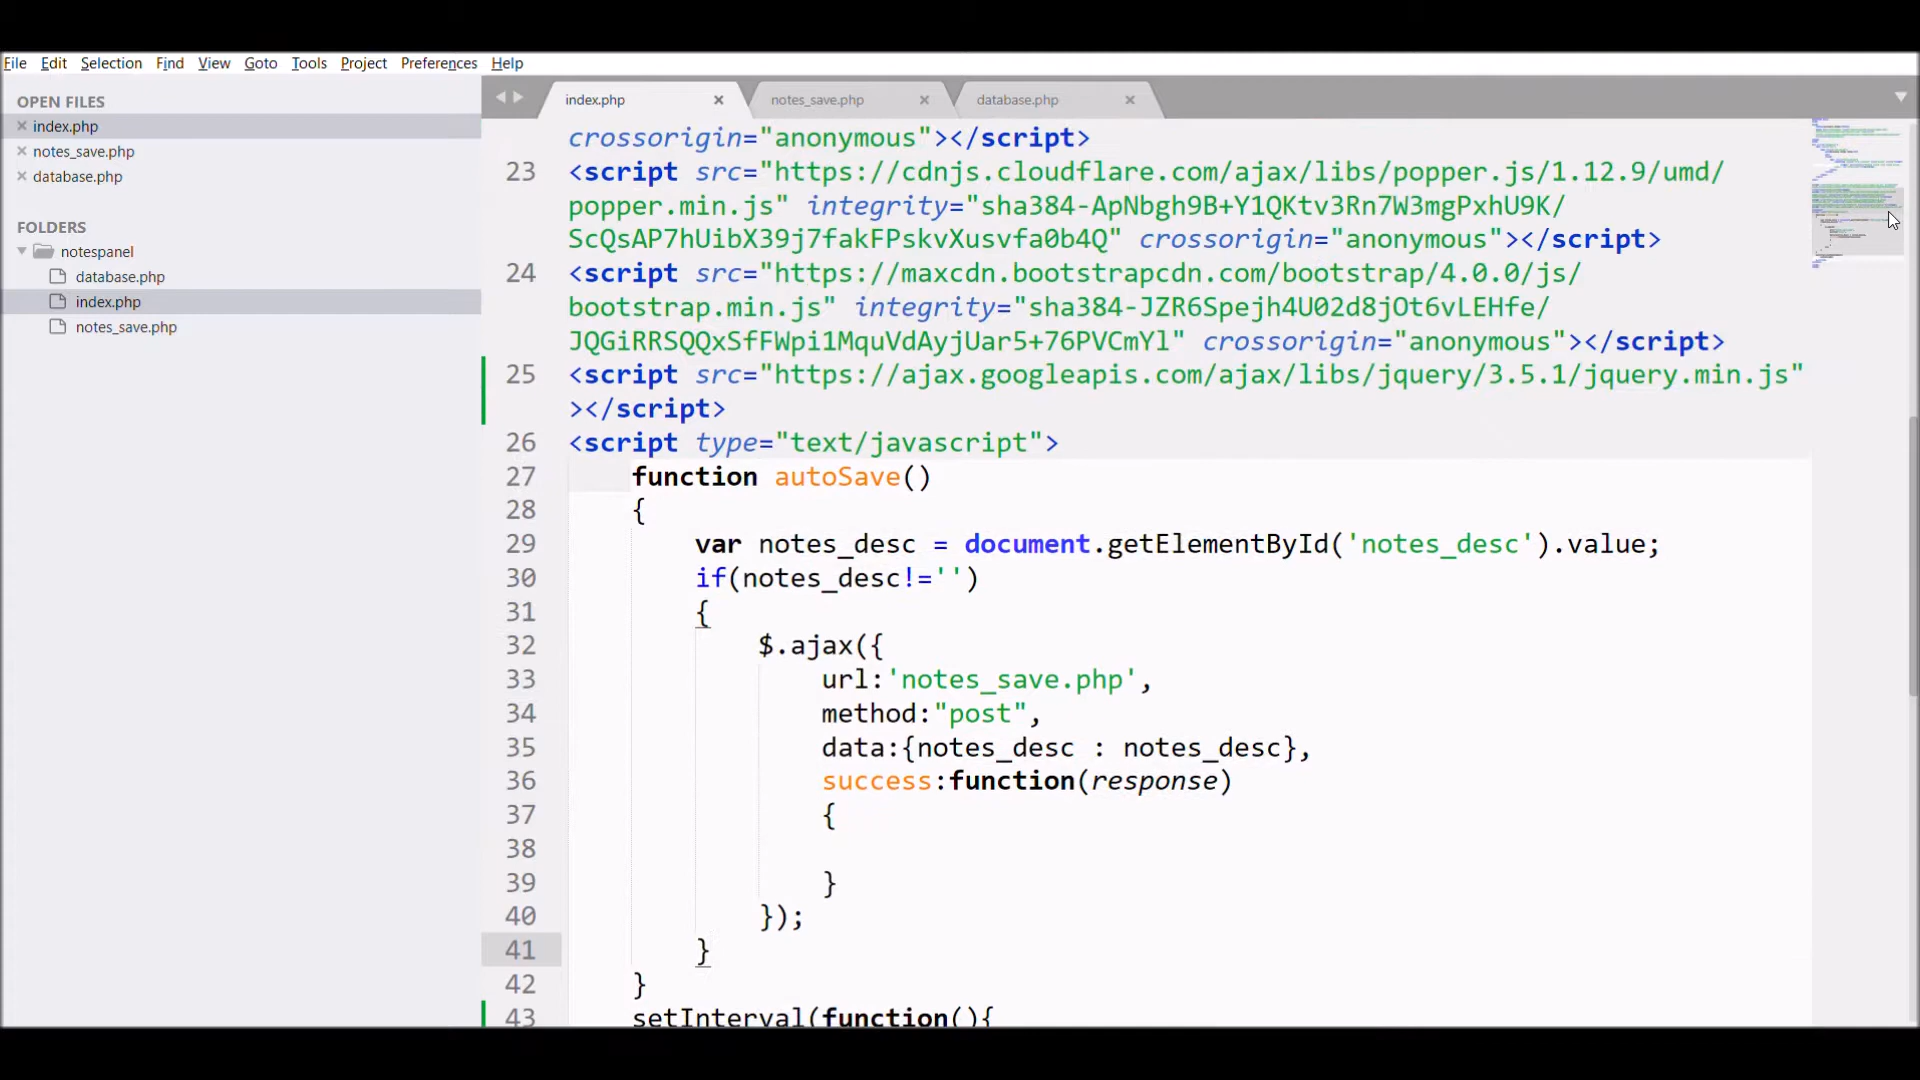 File Edit Selection Find View Goto Tools Project Preferences Help
OPEN FILES
index.php
notes_save.php
database.php
FOLDERS
notespanel
database.php
index.php
notes_save.php
index.php notes_save.php database.php
crossorigin="anonymous"></script>
23 <script src="https://cdnjs.cloudflare.com/ajax/libs/popper.js/1.12.9/umd/
popper.min.js" integrity="sha384-ApNbgh9B+Y1QKtv3Rn7W3mgPxhU9K/
ScQsAP7hUibX39j7fakFPskvXusvfa0b4Q" crossorigin="anonymous"></script>
24 <script src="https://maxcdn.bootstrapcdn.com/bootstrap/4.0.0/js/
bootstrap.min.js" integrity="sha384-JZR6Spejh4U02d8jOt6vLEHfe/
JQGiRRSQQxSfFWpi1MquVdAyjUar5+76PVCmYl" crossorigin="anonymous"></script>
25 <script src="https://ajax.googleapis.com/ajax/libs/jquery/3.5.1/jquery.min.js"
></script>
26 <script type="text/javascript">
27 function autoSave()
28 {
29 var notes_desc = document.getElementById('notes_desc').value;
30 if(notes_desc!='')
31 {
32 $.ajax({
33 url:'notes_save.php',
34 method:"post",
35 data:{notes_desc : notes_desc},
36 success:function(response)
37 {
38
39 }
40 });
41 }
42 }
43 setInterval(function(){